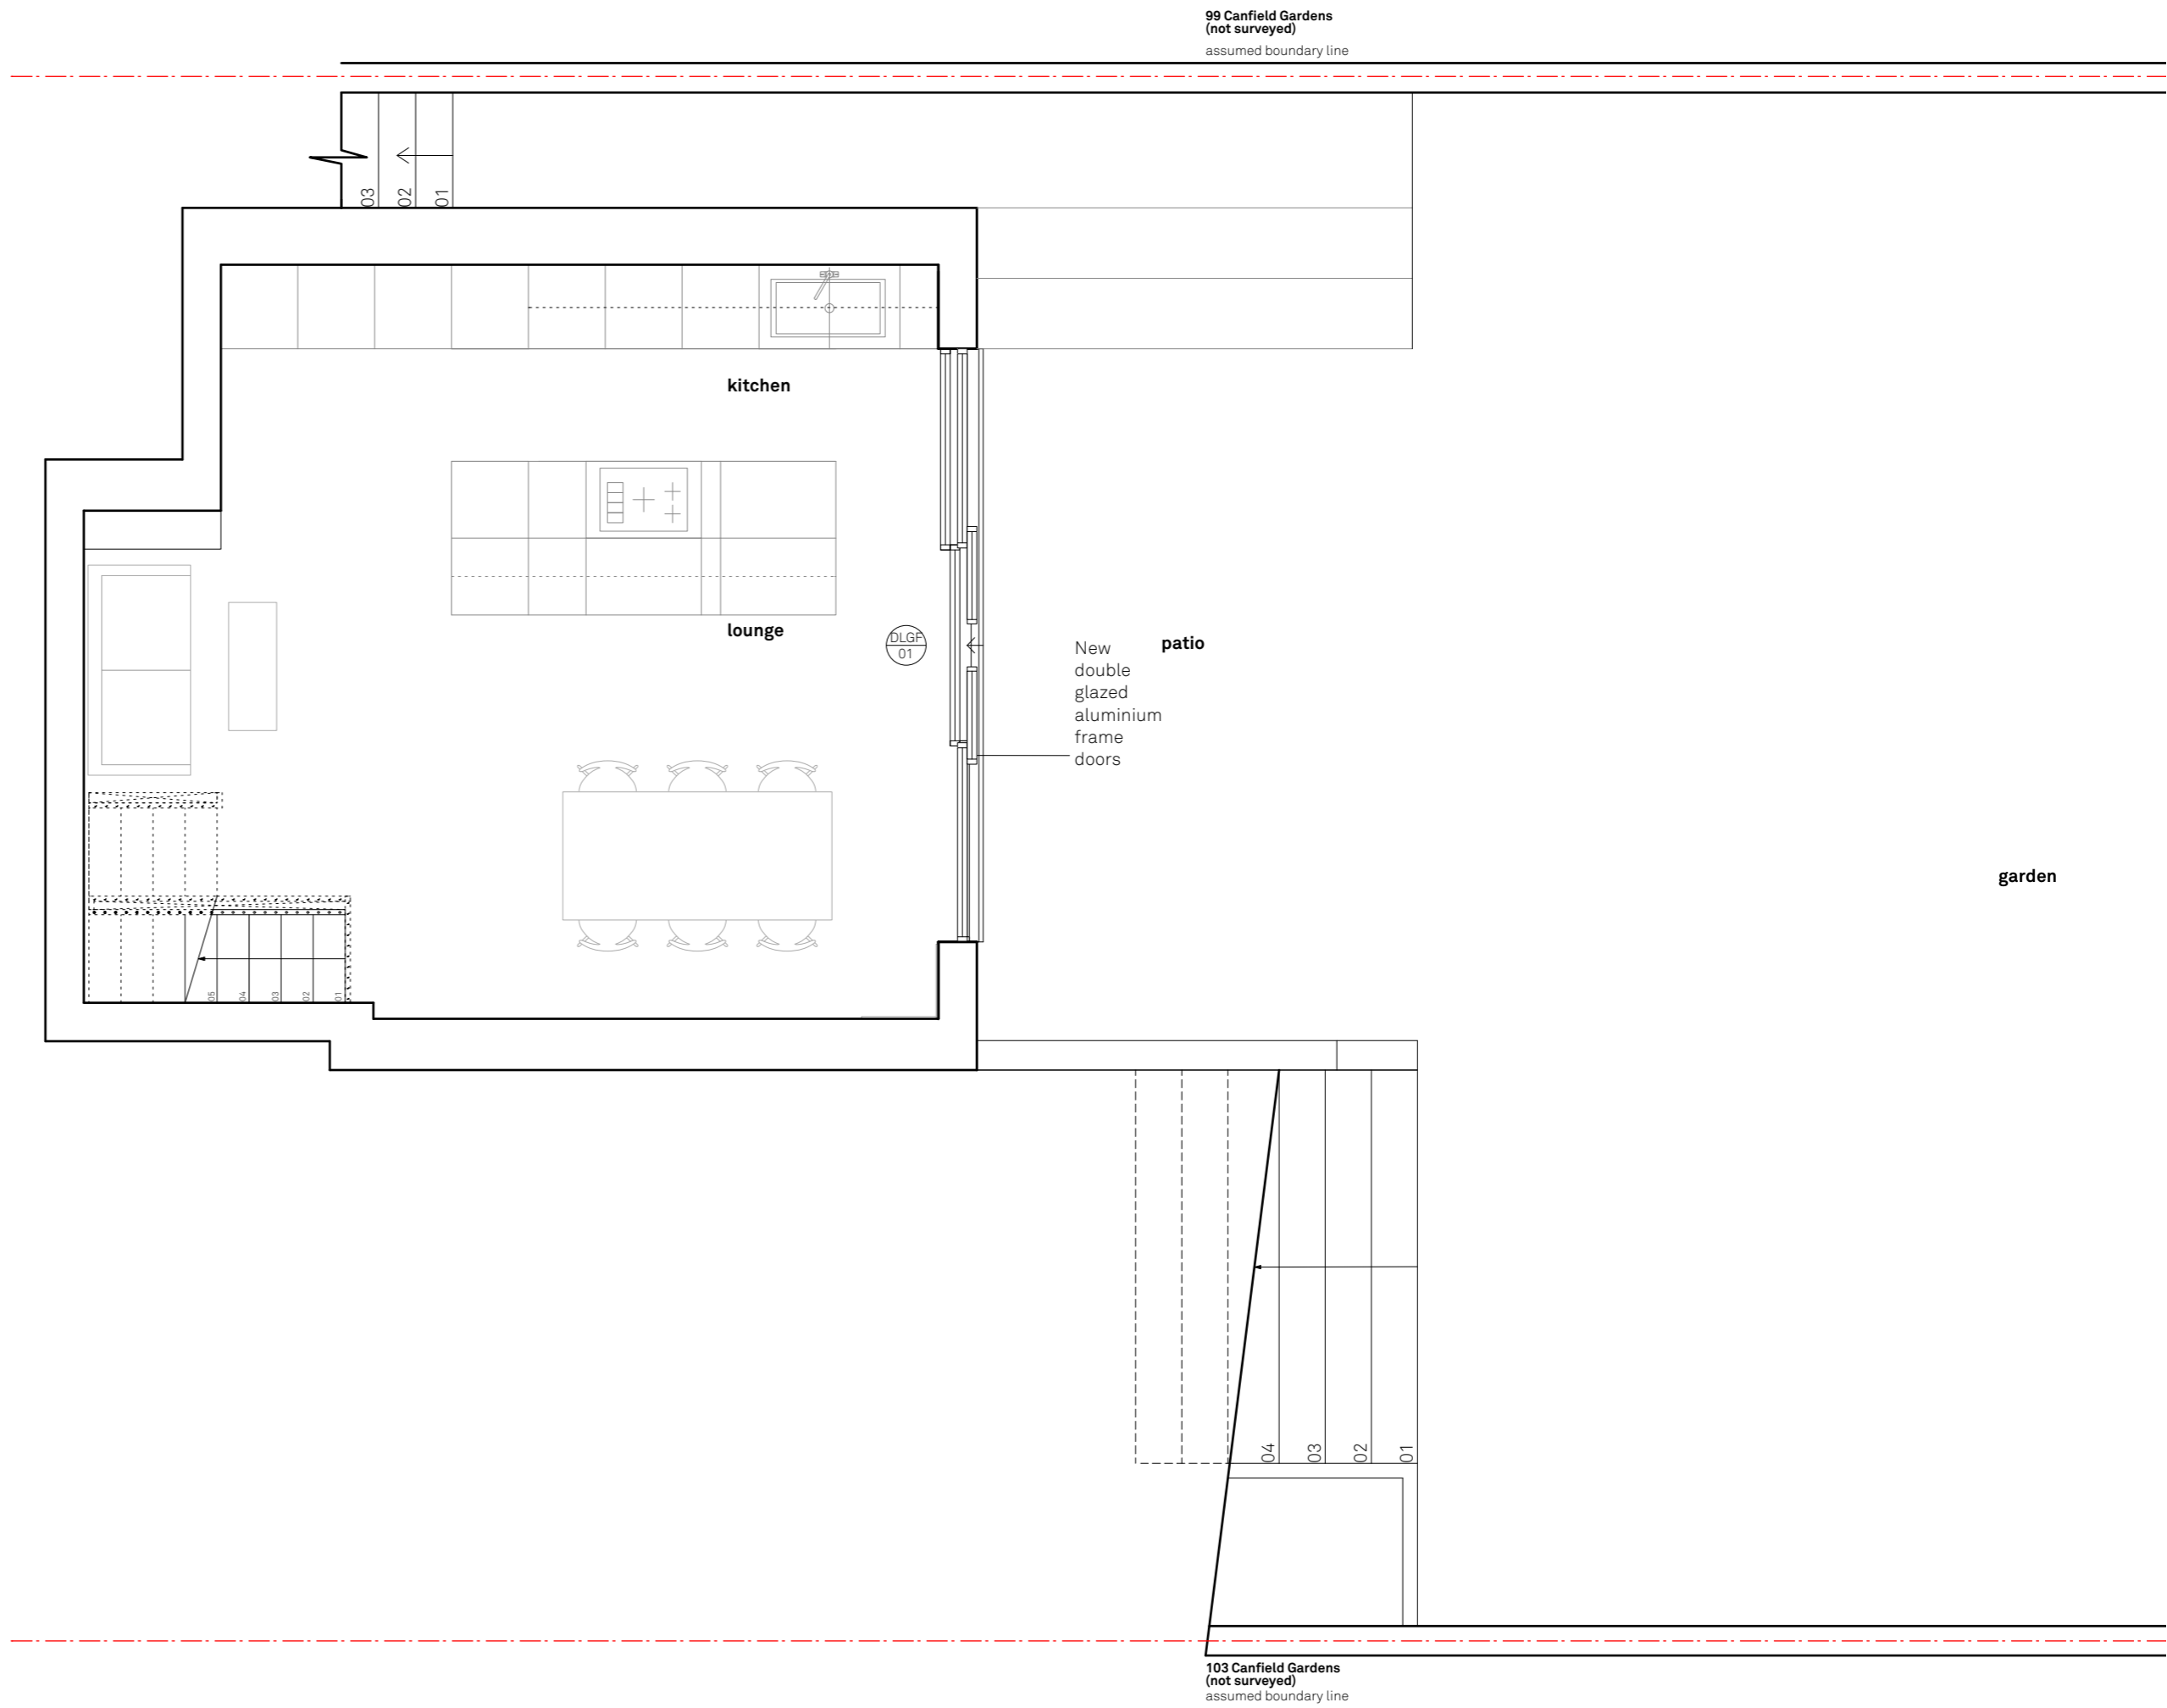 99 Canfield Gardens
(not surveyed)
assumed boundary line
03
02
01
kitchen
lounge
DLGF
01
New
double
glazed
aluminium
frame
doors
patio
garden
05
04
03
02
01
04
03
02
01
103 Canfield Gardens
(not surveyed)
assumed boundary line